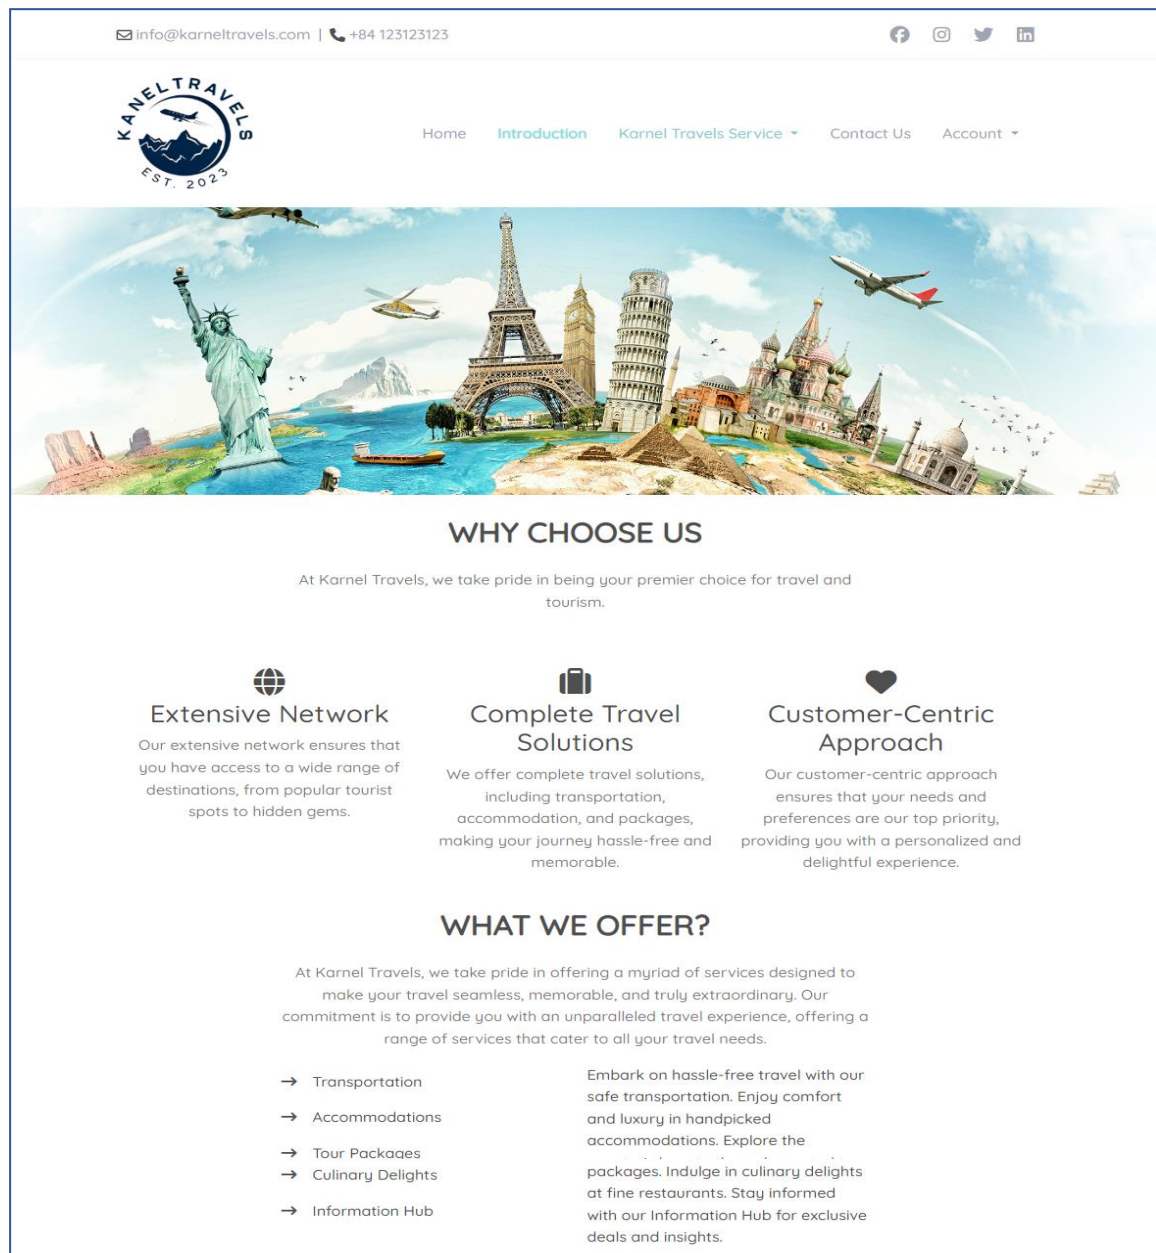 info@karneltravels.com | +84 123123123
KANELTRAVELS
EST. 2023
Home Introduction Karnel Travels Service Contact Us Account
WHY CHOOSE US
At Karnel Travels, we take pride in being your premier choice for travel and
tourism.
Extensive Network
Our extensive network ensures that
you have access to a wide range of
destinations, from popular tourist
spots to hidden gems.
Complete Travel
Solutions
We offer complete travel solutions,
including transportation,
accommodation, and packages,
making your journey hassle-free and
memorable.
Customer-Centric
Approach
Our customer-centric approach
ensures that your needs and
preferences are our top priority,
providing you with a personalized and
delightful experience.
WHAT WE OFFER?
At Karnel Travels, we take pride in offering a myriad of services designed to
make your travel seamless, memorable, and truly extraordinary. Our
commitment is to provide you with an unparalleled travel experience, offering a
range of services that cater to all your travel needs.
→ Transportation
→ Accommodations
→ Tour Packages
→ Culinary Delights
→ Information Hub
Embark on hassle-free travel with our
safe transportation. Enjoy comfort
and luxury in handpicked
accommodations. Explore the
packages. Indulge in culinary delights
at fine restaurants. Stay informed
with our Information Hub for exclusive
deals and insights.